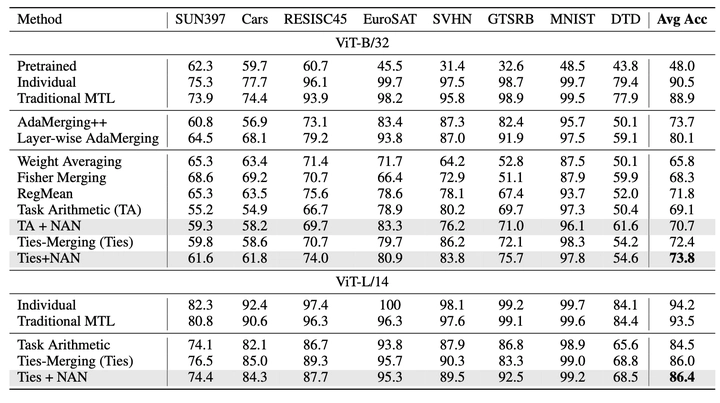 Method SUN397 Cars RESISC45 EuroSAT SVHN GTSRB MNIST DTD Avg Acc
ViT-B/32
Pretrained 62.3 59.7 60.7 45.5 31.4 32.6 48.5 43.8 48.0
Individual 75.3 77.7 96.1 99.7 97.5 98.7 99.7 79.4 90.5
Traditional MTL 73.9 74.4 93.9 98.2 95.8 98.9 99.5 77.9 88.9
AdaMerging++ 60.8 56.9 73.1 83.4 87.3 82.4 95.7 50.1 73.7
Layer-wise AdaMerging 64.5 68.1 79.2 93.8 87.0 91.9 97.5 59.1 80.1
Weight Averaging 65.3 63.4 71.4 71.7 64.2 52.8 87.5 50.1 65.8
Fisher Merging 68.6 69.2 70.7 66.4 72.9 51.1 87.9 59.9 68.3
RegMean 65.3 63.5 75.6 78.6 78.1 67.4 93.7 52.0 71.8
Task Arithmetic (TA) 55.2 54.9 66.7 78.9 80.2 69.7 97.3 50.4 69.1
TA + NAN 59.3 58.2 69.7 83.3 76.2 71.0 96.1 61.6 70.7
Ties-Merging (Ties) 59.8 58.6 70.7 79.7 86.2 72.1 98.3 54.2 72.4
Ties+NAN 61.6 61.8 74.0 80.9 83.8 75.7 97.8 54.6 73.8
ViT-L/14
Individual 82.3 92.4 97.4 100 98.1 99.2 99.7 84.1 94.2
Traditional MTL 80.8 90.6 96.3 96.3 97.6 99.1 99.6 84.4 93.5
Task Arithmetic 74.1 82.1 86.7 93.8 87.9 86.8 98.9 65.6 84.5
Ties-Merging (Ties) 76.5 85.0 89.3 95.7 90.3 83.3 99.0 68.8 86.0
Ties + NAN 74.4 84.3 87.7 95.3 89.5 92.5 99.2 68.5 86.4